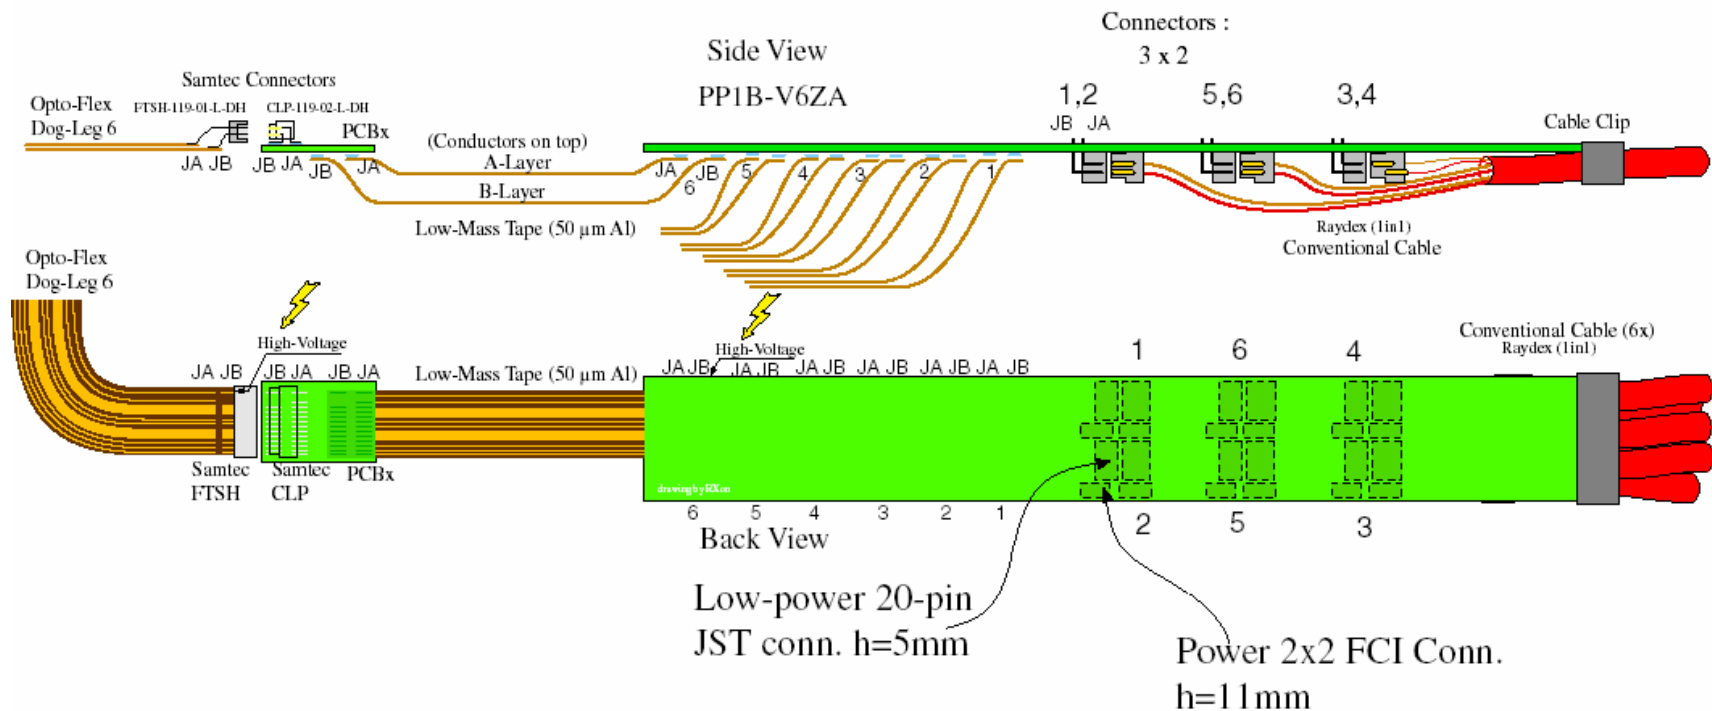 Connectors :
3 x 2
Side View
PP1B-V6ZA
1,2
5,6
3,4
JB JA
Cable Clip
Samtec Connectors
FTSH-119-01-L-DH
CLP-119-02-L-DH
Opto-Flex
Dog-Leg 6
PCBx
JA JB
JB JA
JB
JA
(Conductors on top)
A-Layer
B-Layer
Low-Mass Tape (50 µm Al)
JA
6
JB
5
4
3
2
1
Raydex (1in1)
Conventional Cable
Opto-Flex
Dog-Leg 6
High-Voltage
JA JB
JB JA
JB JA
Low-Mass Tape (50 µm Al)
High-Voltage
JA JB
JA JB
JA JB
JA JB
JA JB
JA JB
1
6
4
Conventional Cable (6x)
Raydex (1in1)
Samtec
FTSH
Samtec
CLP
PCBx
drawing by RX on
6
5
4
3
2
1
2
5
3
Back View
Low-power 20-pin
JST conn. h=5mm
Power 2x2 FCI Conn.
h=11mm